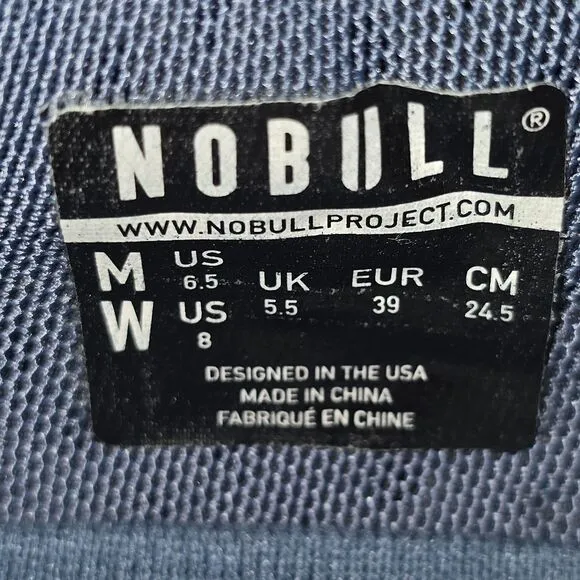 NOBULL®
WWW.NOBULLPROJECT.COM
M US 6.5 UK 5.5 EUR 39 CM 24.5
W US 8
DESIGNED IN THE USA
MADE IN CHINA
FABRIQUÉ EN CHINE